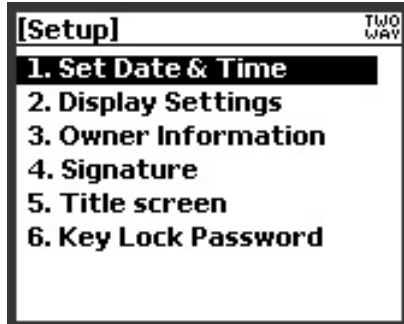 [Setup]
TWO
WAY
1. Set Date & Time
2. Display Settings
3. Owner Information
4. Signature
5. Title screen
6. Key Lock Password